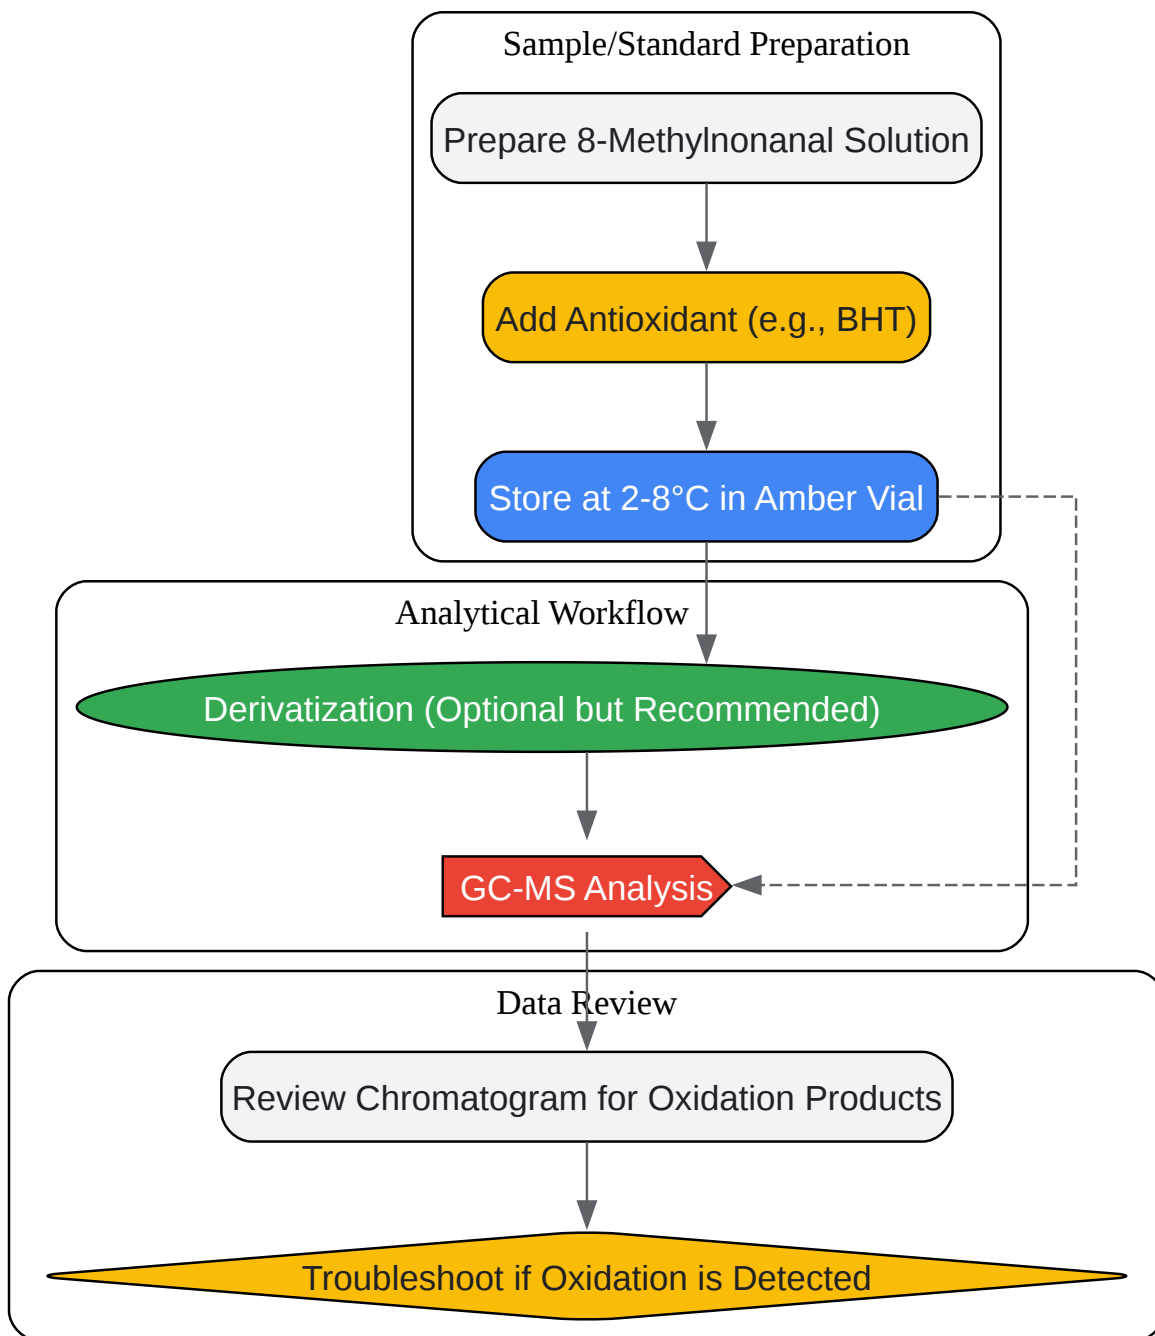 Sample/Standard Preparation
Prepare 8-Methylnonanal Solution
Add Antioxidant (e.g., BHT)
Store at 2-8°C in Amber Vial
Analytical Workflow
Derivatization (Optional but Recommended)
GC-MS Analysis
Data Review
Review Chromatogram for Oxidation Products
Troubleshoot if Oxidation is Detected